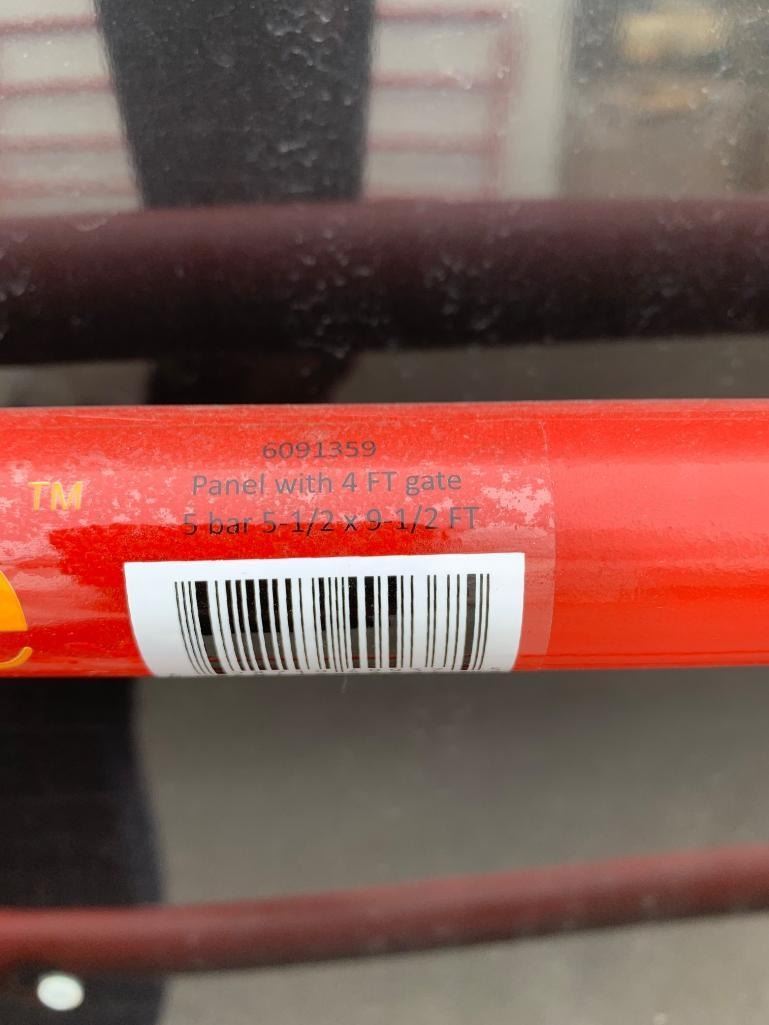 6091359
TM Panel with 4 FT gate
5 bar 5-1/2 x 9-1/2 FT